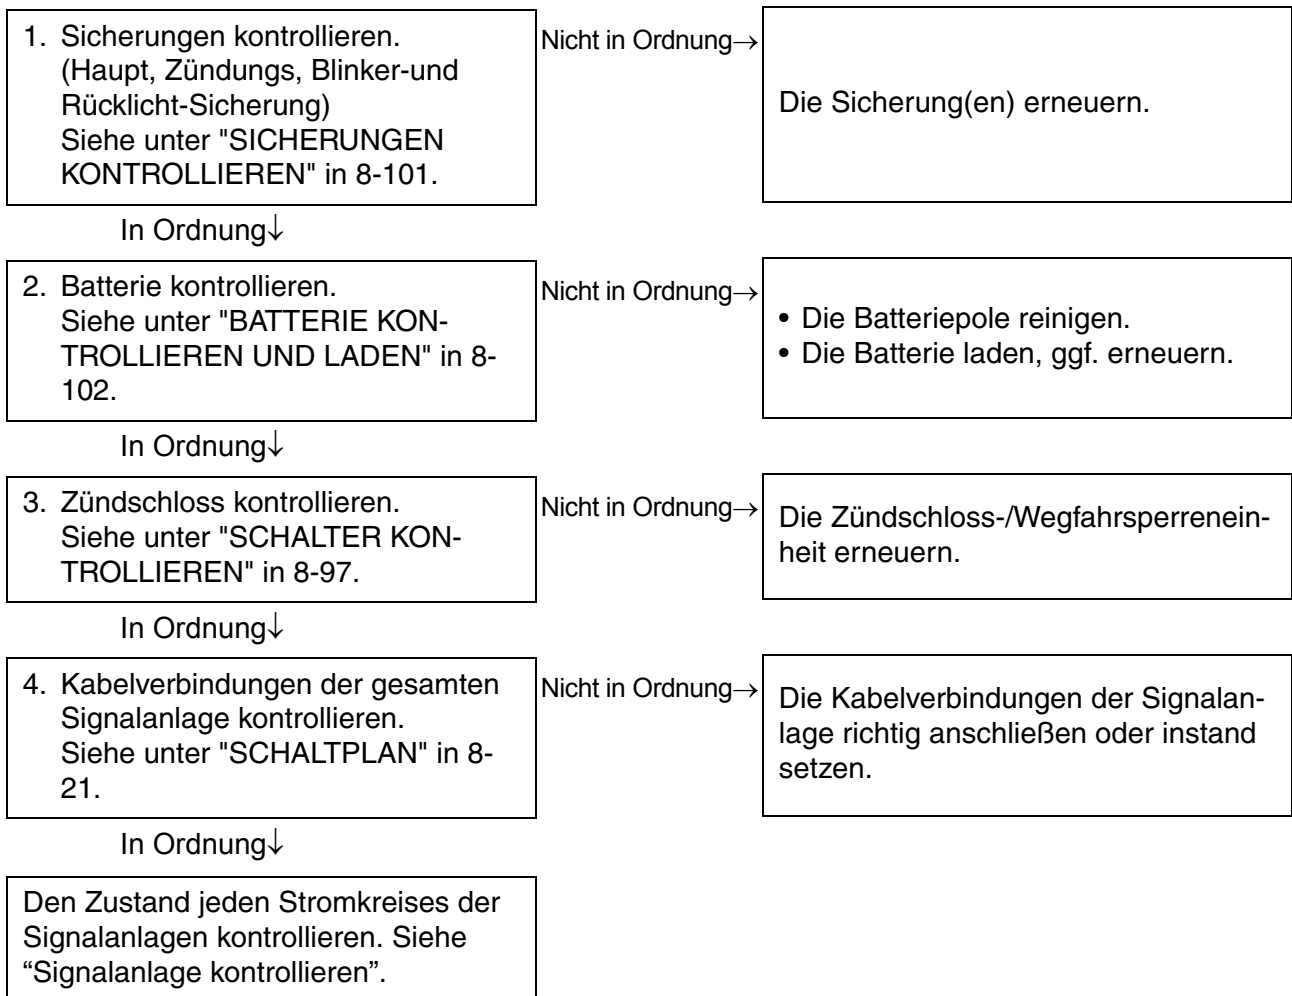 1. Sicherungen kontrollieren.
(Haupt, Zündungs, Blinker-und
Rücklicht-Sicherung)
Siehe unter "SICHERUNGEN
KONTROLLIEREN" in 8-101.
Nicht in Ordnung→
Die Sicherung(en) erneuern.
In Ordnung↓
2. Batterie kontrollieren.
Siehe unter "BATTERIE KON-
TROLLIEREN UND LADEN" in 8-
102.
Nicht in Ordnung→
• Die Batteriepole reinigen.
• Die Batterie laden, ggf. erneuern.
In Ordnung↓
3. Zündschloss kontrollieren.
Siehe unter "SCHALTER KON-
TROLLIEREN" in 8-97.
Nicht in Ordnung→
Die Zündschloss-/Wegfahrsperrenein-
heit erneuern.
In Ordnung↓
4. Kabelverbindungen der gesamten
Signalanlage kontrollieren.
Siehe unter "SCHALTPLAN" in 8-
21.
Nicht in Ordnung→
Die Kabelverbindungen der Signalan-
lage richtig anschließen oder instand
setzen.
In Ordnung↓
Den Zustand jeden Stromkreises der
Signalanlagen kontrollieren. Siehe
“Signalanlage kontrollieren”.